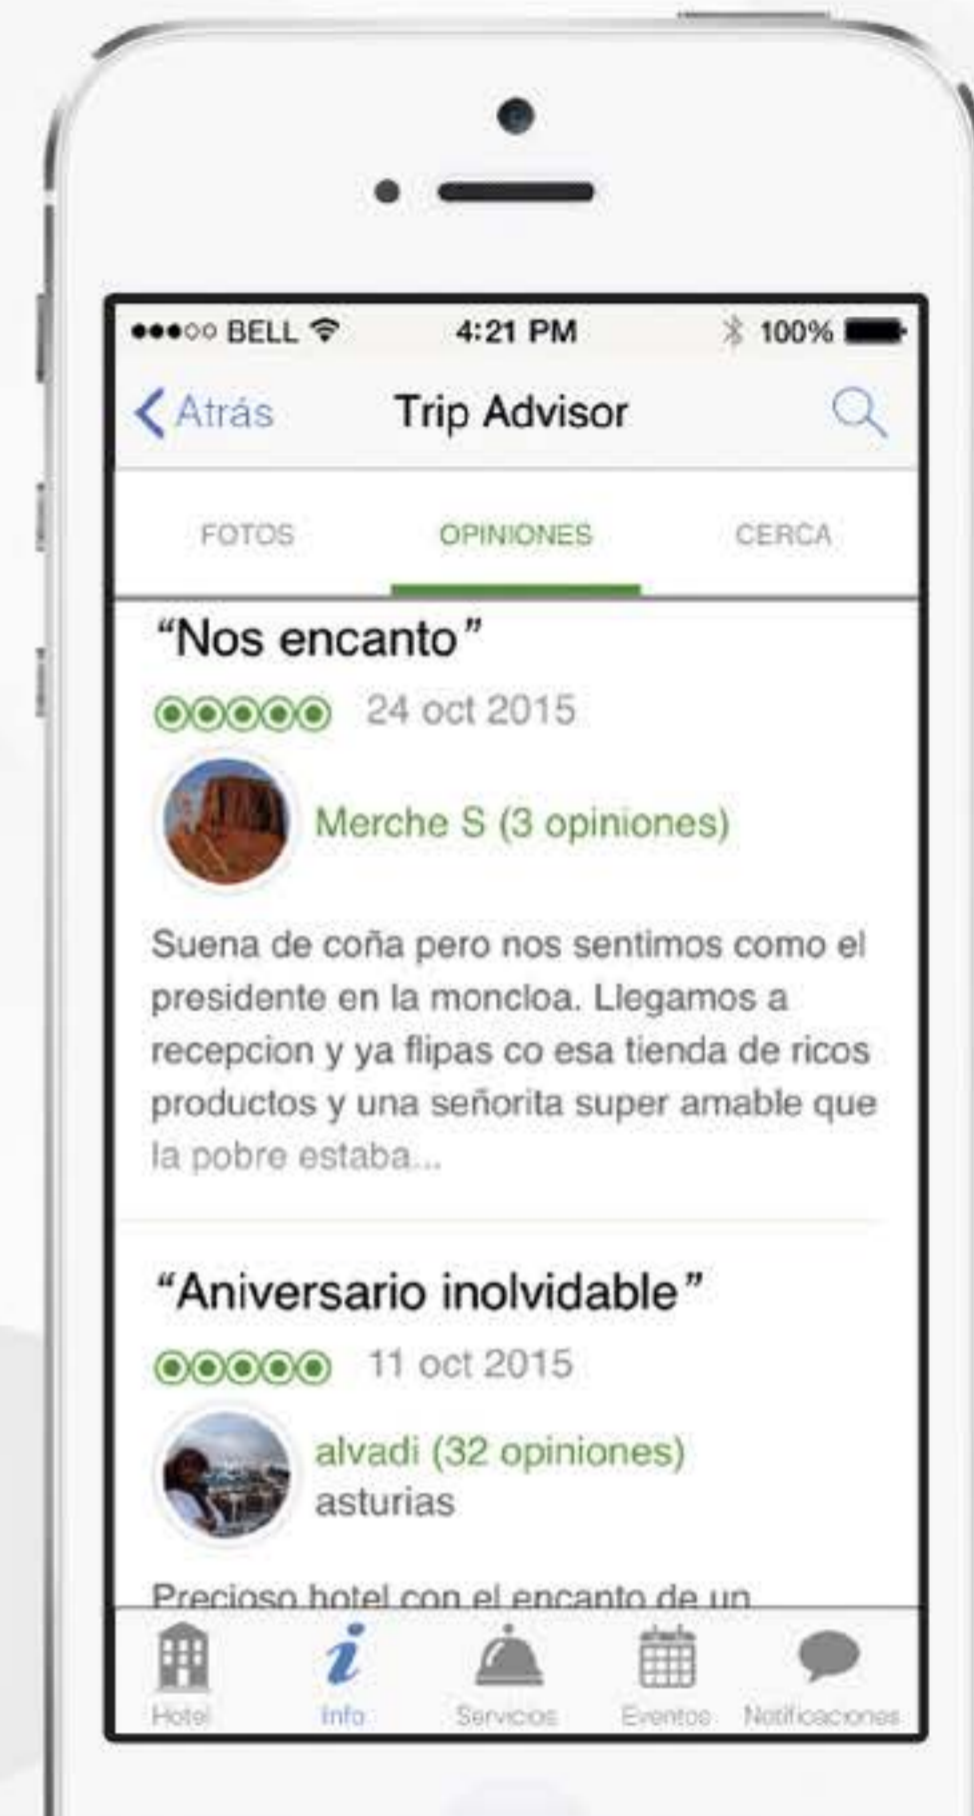 BELL 4:21 PM 100%
Atrás Trip Advisor
FOTOS OPINIONES CERCA
“Nos encanto”
24 oct 2015
Merche S (3 opiniones)
Suena de coña pero nos sentimos como el
presidente en la moncloa. Llegamos a
recepcion y ya flipas co esa tienda de ricos
productos y una señorita super amable que
la pobre estaba...
“Aniversario inolvidable”
11 oct 2015
alvadi (32 opiniones)
asturias
Precioso hotel con el encanto de un
Hotel Info Servicios Eventos Notificaciones